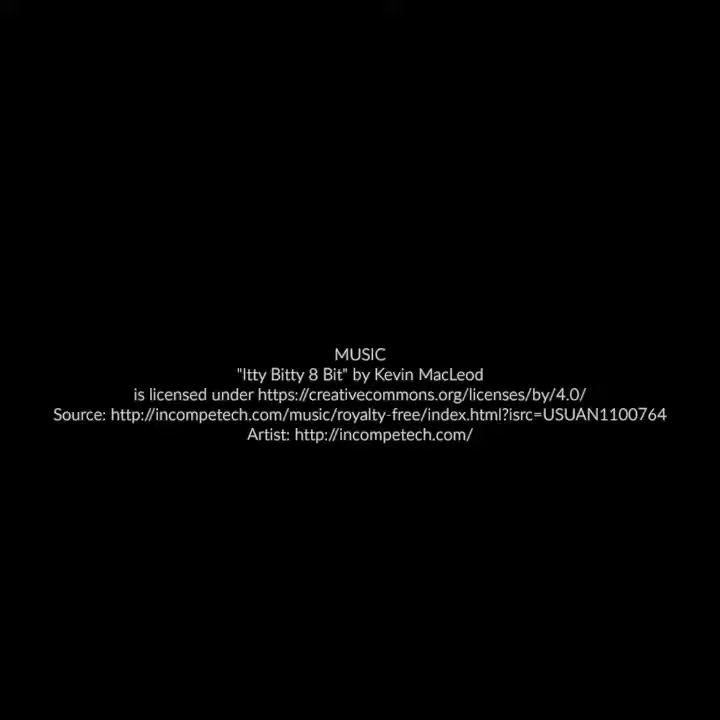 MUSIC
"Itty Bitty 8 Bit" by Kevin MacLeod
is licensed under https://creativecommons.org/licenses/by/4.0/
Source: http://incompetech.com/music/royalty-free/index.html?isrc=USUAN1100764
Artist: http://incompetech.com/